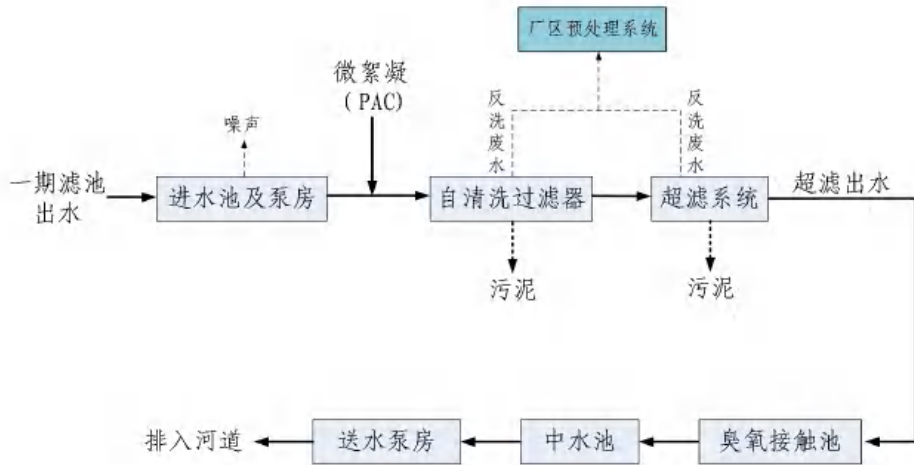 厂区预处理系统
微絮凝
(PAC)
反洗废水
反洗废水
噪声
一期滤池
出水
进水池及泵房
自清洗过滤器
超滤系统
超滤出水
污泥
污泥
排入河道
送水泵房
中水池
臭氧接触池